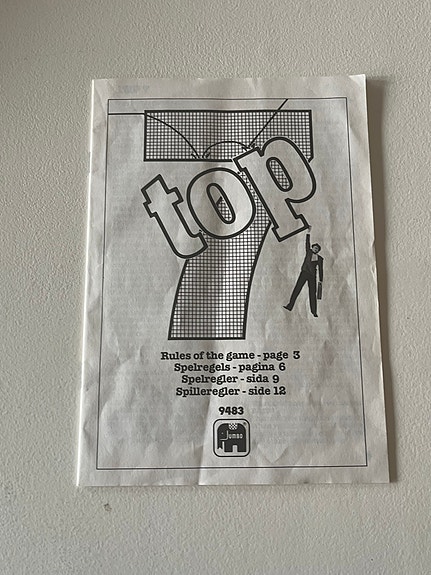 7
top
Rules of the game - page 3
Spelregels - pagina 6
Spelregler - sida 9
Spilleregler - side 12
9483
Jumbo